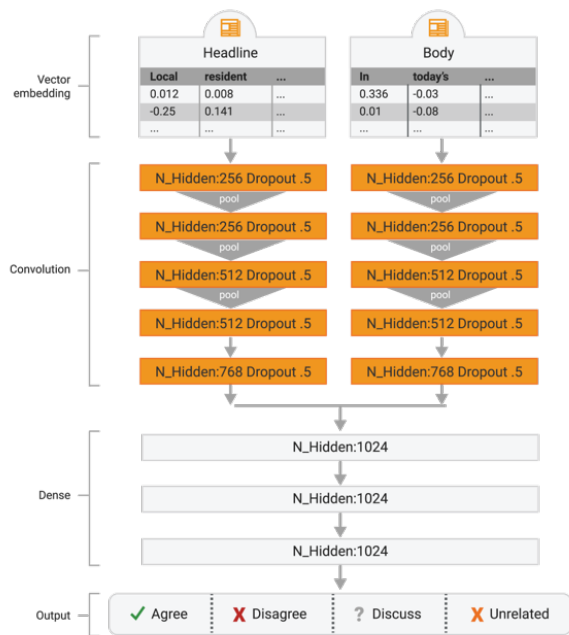 Headline Body
Vector embedding
Local resident ... In today's ...
0.012 0.008 ... 0.336 -0.03 ...
-0.25 0.141 ... 0.01 -0.08 ...
... ... ... ... ...
Convolution
N_Hidden:256 Dropout .5 N_Hidden:256 Dropout .5
pool pool
N_Hidden:256 Dropout .5 N_Hidden:256 Dropout .5
pool pool
N_Hidden:512 Dropout .5 N_Hidden:512 Dropout .5
pool pool
N_Hidden:512 Dropout .5 N_Hidden:512 Dropout .5
N_Hidden:768 Dropout .5 N_Hidden:768 Dropout .5
Dense
N_Hidden:1024
N_Hidden:1024
N_Hidden:1024
Output
Agree Disagree ? Discuss Unrelated